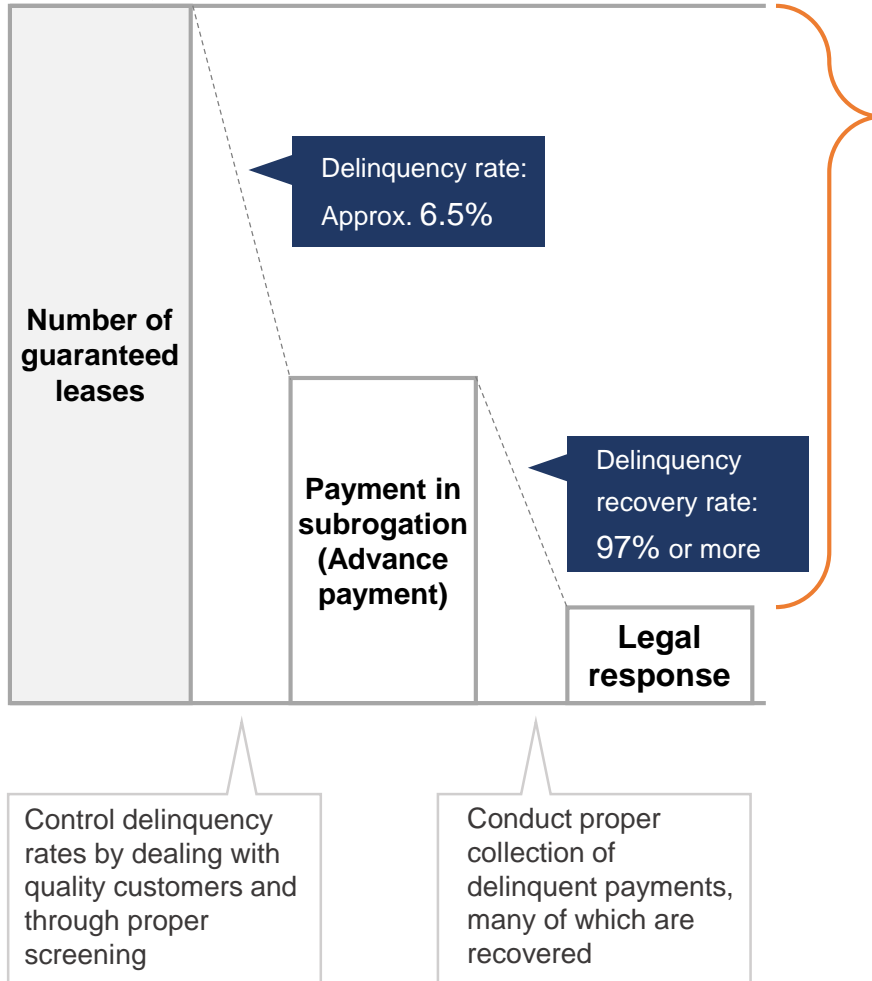 Delinquency rate:
Approx. 6.5%
Number of
guaranteed
leases
Payment in
subrogation
(Advance
payment)
Delinquency
recovery rate:
97% or more
Legal
response
Control delinquency
rates by dealing with
quality customers and
through proper
screening
Conduct proper
collection of
delinquent payments,
many of which are
recovered